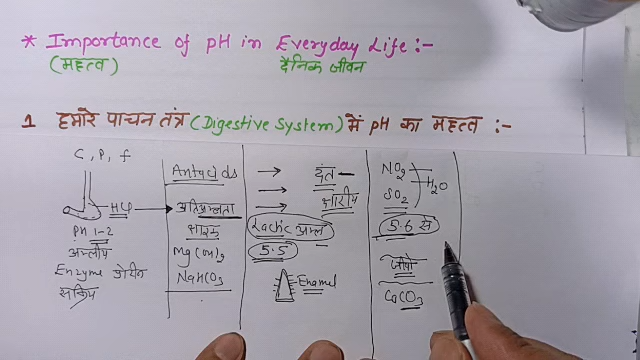 * Importance of pH in Everyday Life :-
(महत्व) दैनिक जीवन
1 हमारे पाचन तंत्र (Digestive System) में pH का महत्व :-
C, P, f
HCl
PH 1-2
अम्लीय
Enzyme
सक्रिय
Antacids
अतिअम्लता
क्षारक
Mg(OH)2
NaHCO3
दंत
क्षारीय
Lactic अम्ल
5.5
Enamel
NO2
SO2
H2O
5.6 से
CaCO3